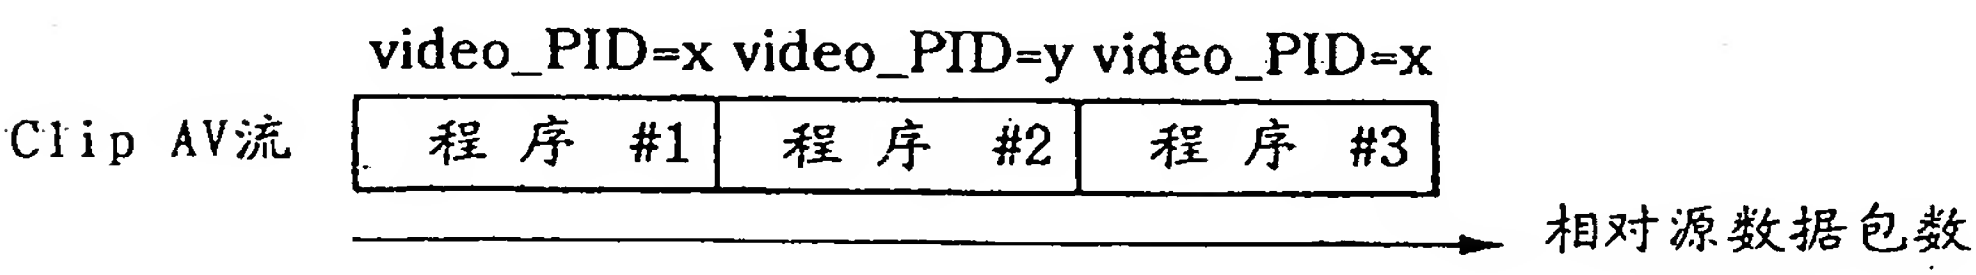 video_PID=x video_PID=y video_PID=x
Clip AV流 程序 #1 程序 #2 程序 #3
相对源数据包数